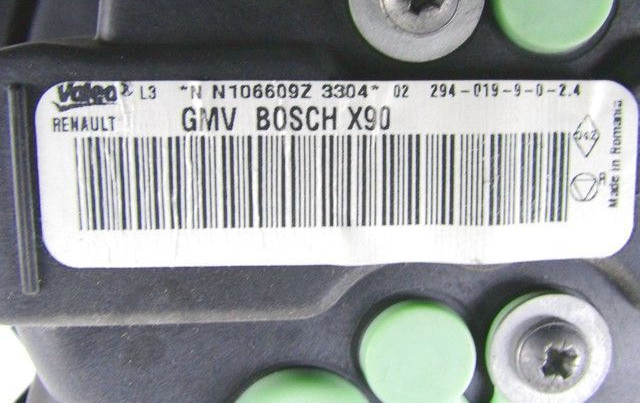 Valeo L3 *N N106609Z 3304* 02 294-019-9-0-2.4
RENAULT GMV BOSCH X90
Made in Romania